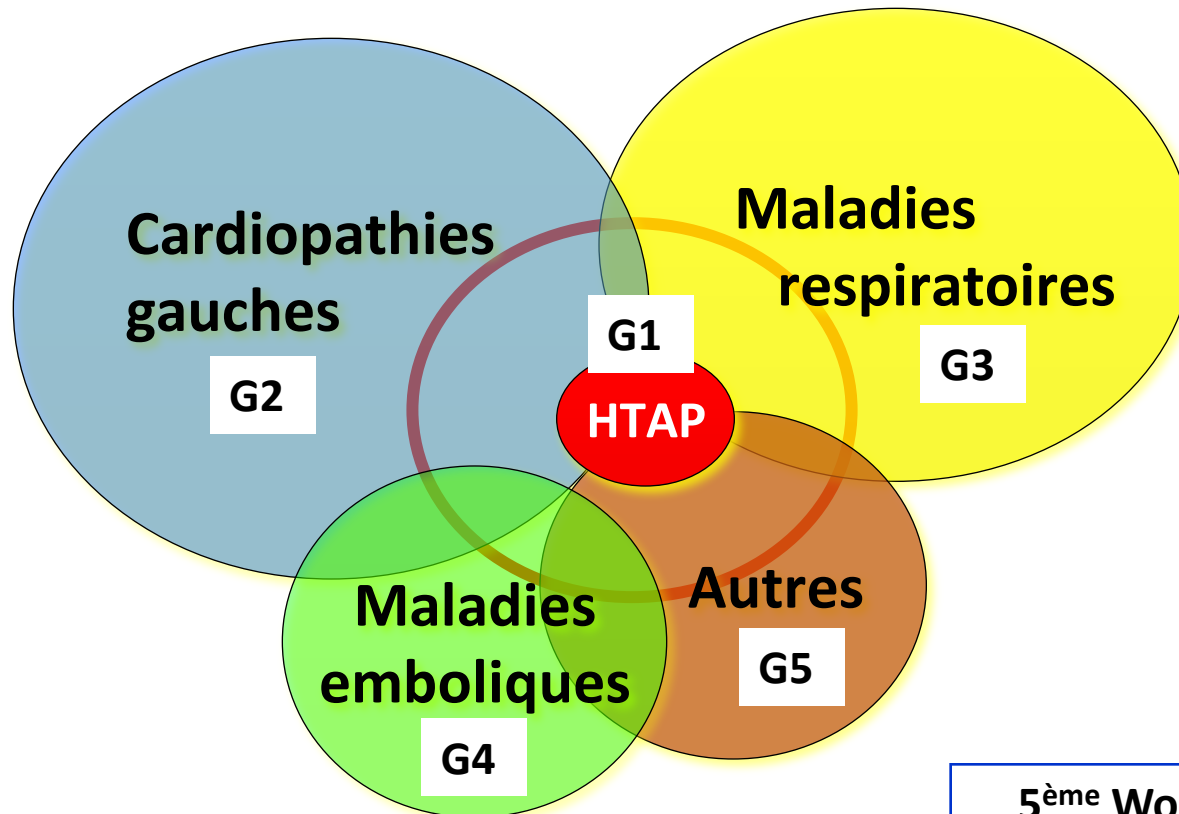 Cardiopathies
gauches
G2
Maladies
respiratoires
G3
G1
HTAP
Maladies
emboliques
G4
Autres
G5
5ème